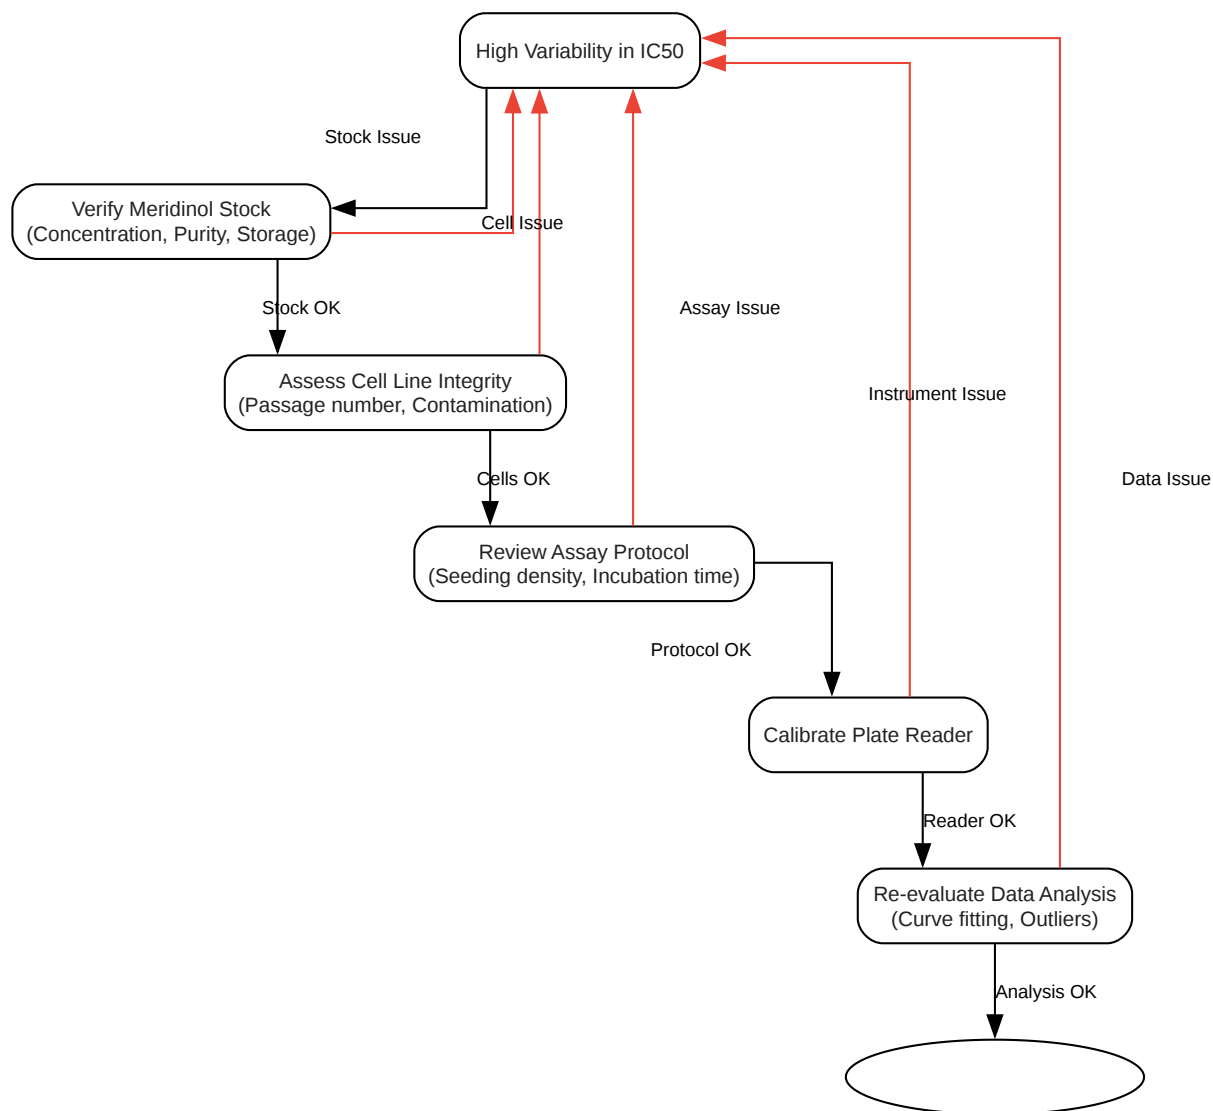 High Variability in IC50
Stock Issue
Verify Meridinol Stock
(Concentration, Purity, Storage)
Cell Issue
Stock OK
Assay Issue
Assess Cell Line Integrity
(Passage number, Contamination)
Instrument Issue
Cells OK
Data Issue
Review Assay Protocol
(Seeding density, Incubation time)
Protocol OK
Calibrate Plate Reader
Reader OK
Re-evaluate Data Analysis
(Curve fitting, Outliers)
Analysis OK